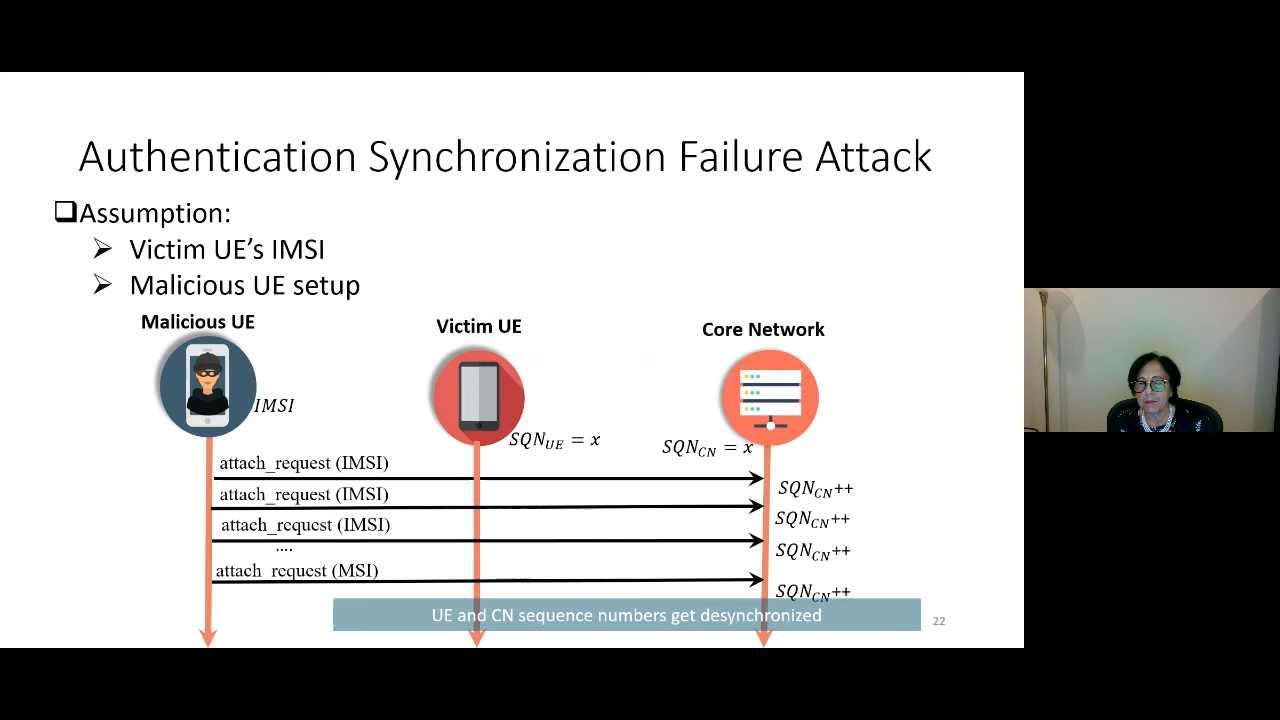 Authentication Synchronization Failure Attack
Assumption:
Victim UE's IMSI
Malicious UE setup
Malicious UE
Victim UE
Core Network
IMSI
SQN_UE = x
SQN_CN = x
attach_request (IMSI)
SQN_CN++
attach_request (IMSI)
SQN_CN++
attach_request (IMSI)
SQN_CN++
....
attach_request (MSI)
SQN_CN++
UE and CN sequence numbers get desynchronized
22